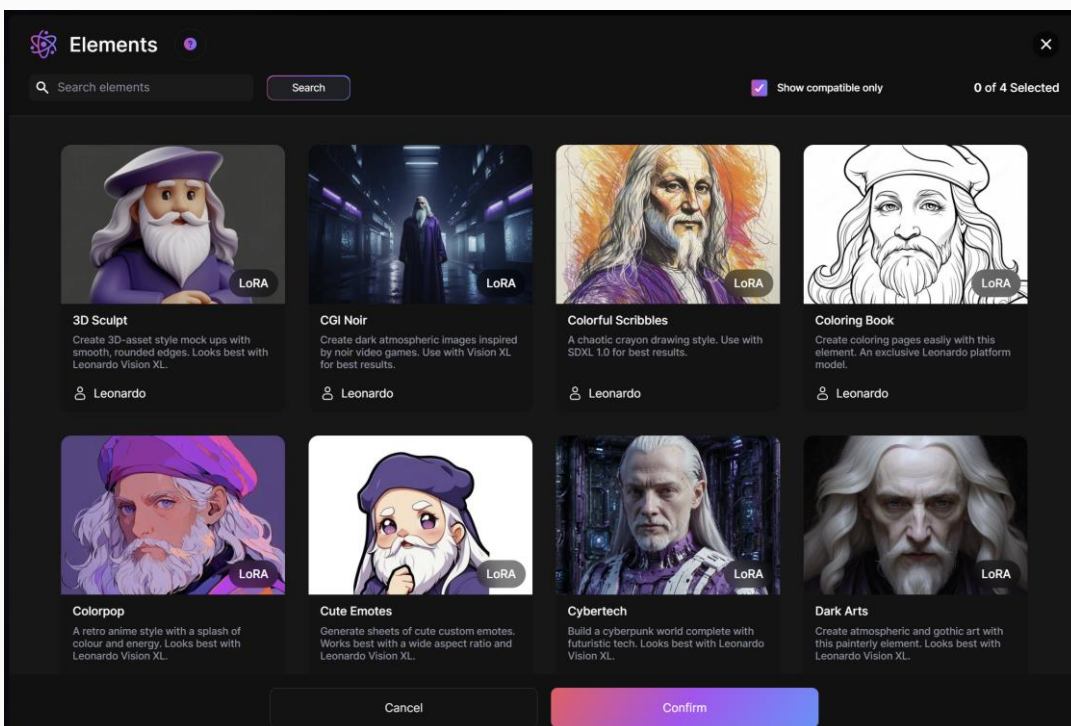 Elements ?
Search elements
Search
Show compatible only
0 of 4 Selected
LoRA
LoRA
LoRA
LoRA
3D Sculpt
Create 3D-asset style mock ups with
smooth, rounded edges. Looks best with
Leonardo Vision XL.
Leonardo
CGI Noir
Create dark atmospheric images inspired
by noir video games. Use with Vision XL
for best results.
Leonardo
Colorful Scribbles
A chaotic crayon drawing style. Use with
SDXL 1.0 for best results.
Leonardo
Coloring Book
Create coloring pages easliy with this
element. An exclusive Leonardo platform
model.
Leonardo
LoRA
LoRA
LoRA
LoRA
Colorpop
A retro anime style with a splash of
colour and energy. Looks best with
Leonardo Vision XL.
Cute Emotes
Generate sheets of cute custom emotes.
Works best with a wide aspect ratio and
Leonardo Vision XL.
Cybertech
Build a cyberpunk world complete with
futuristic tech. Looks best with Leonardo
Vision XL.
Dark Arts
Create atmospheric and gothic art with
this painterly element. Looks best with
Leonardo Vision XL.
Cancel
Confirm